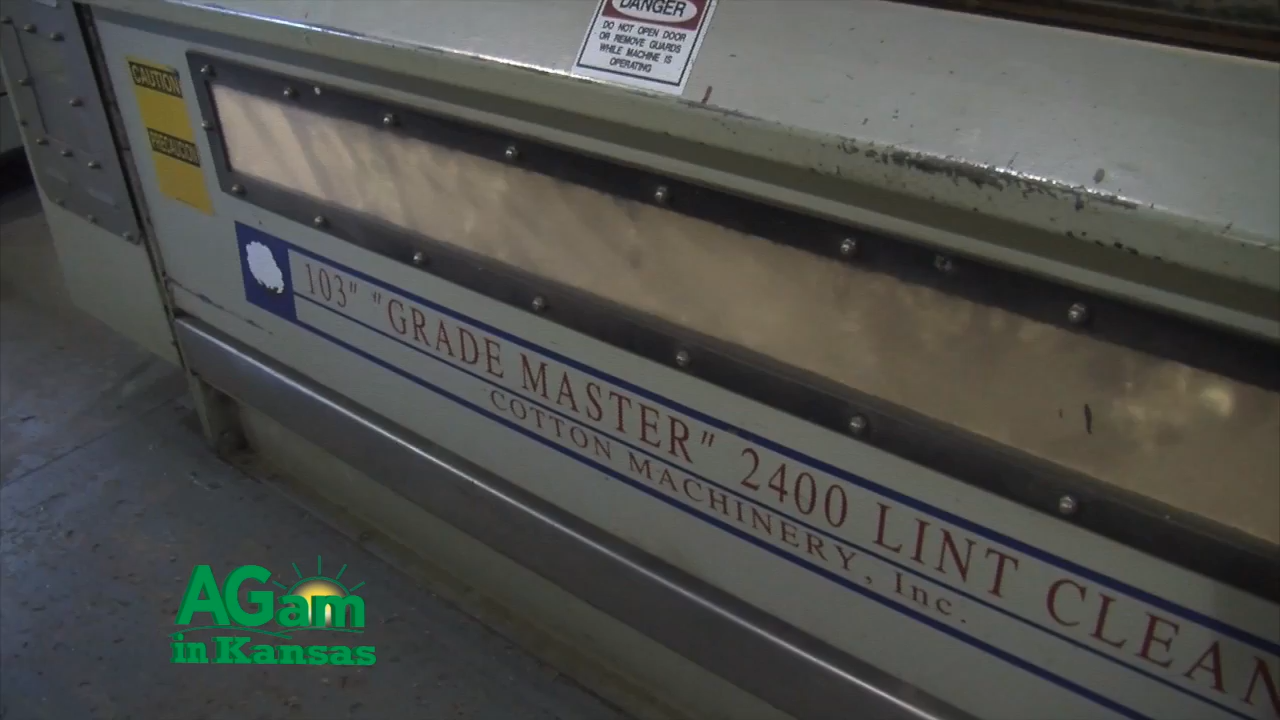 DANGER
DO NOT OPEN DOOR
OR REMOVE GUARDS
WHILE MACHINE IS
OPERATING
CAUTION
PRECAUCION
103" "GRADE MASTER" 2400 LINT CLEAN
COTTON MACHINERY, Inc.
AGam
in Kansas